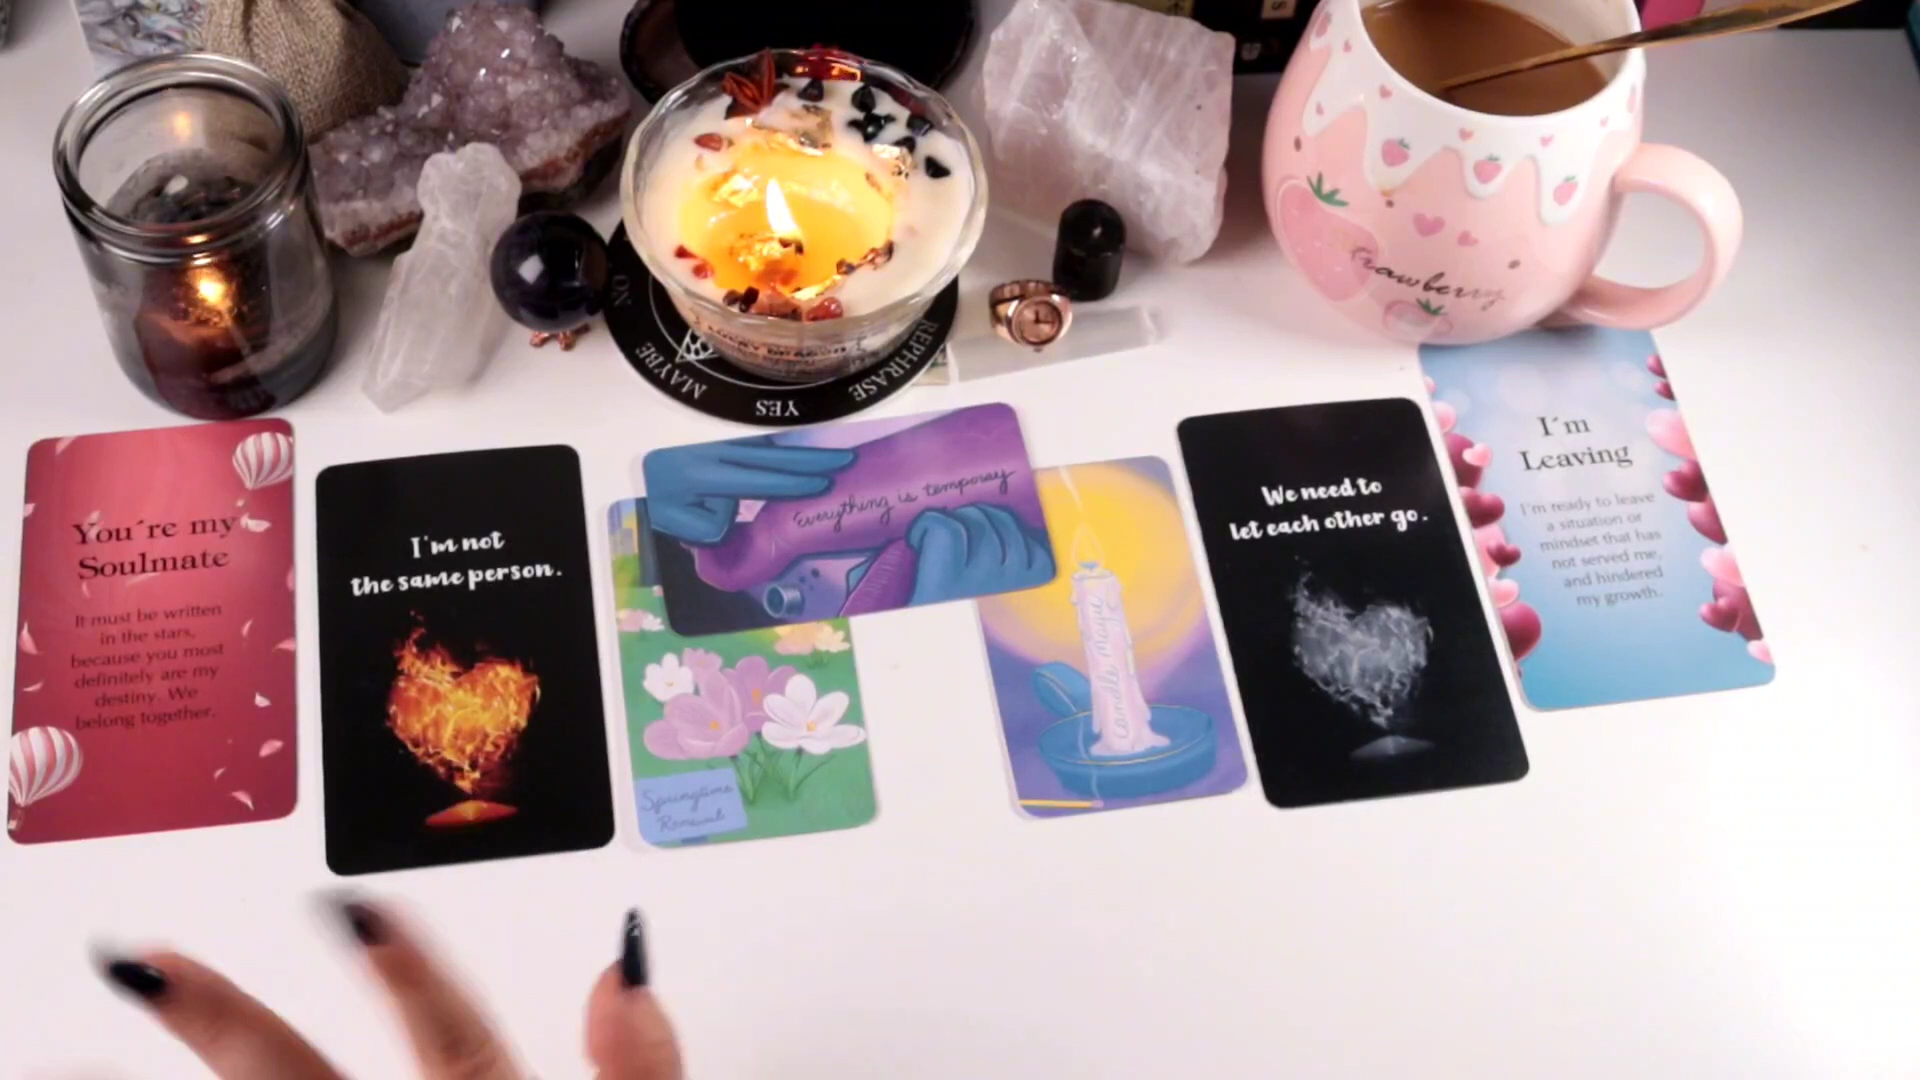 You´re my
Soulmate
It must be written
in the stars,
because you most
definitely are my
destiny. We
belong together.
I'm not
the same person.
Everything is temporary
Springtime
Renewal
candle magic
We need to
let each other go.
I´m
Leaving
I'm ready to leave
a situation or
mindset that has
not served me,
and hindered
my growth.
NO
MAYBE
YES
REPHRASE